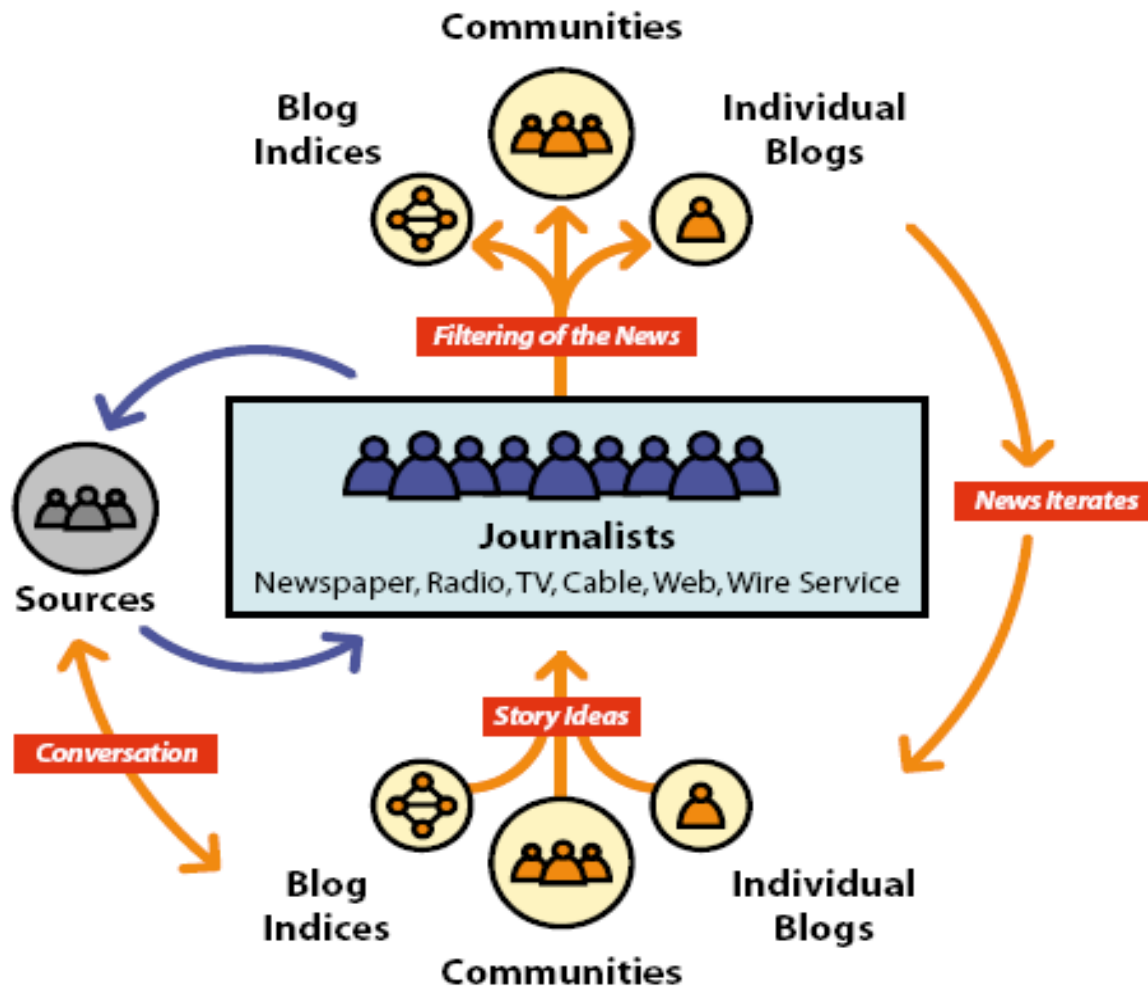 Communities
Blog
Indices
Individual
Blogs
Filtering of the News
News Iterates
Journalists
Newspaper, Radio, TV, Cable, Web, Wire Service
Sources
Story Ideas
Conversation
Blog
Indices
Individual
Blogs
Communities